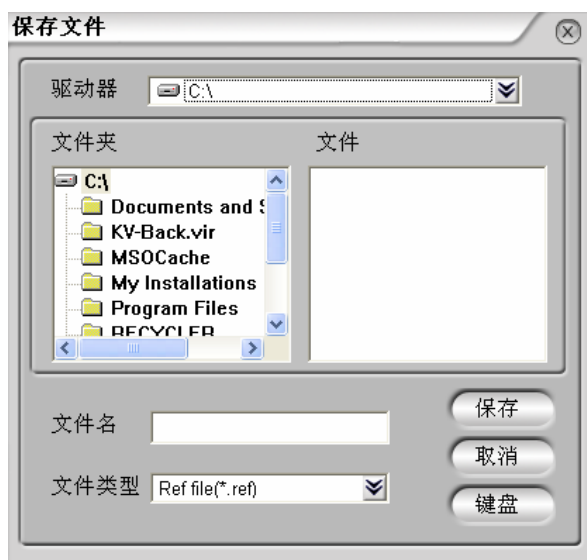 保存文件
驱动器
C:\
文件夹
文件
C:\
Documents and S
KV-Back.vir
MSOCache
My Installations
Program Files
RECYCLER
文件名
保存
取消
文件类型
Ref file(*.ref)
键盘